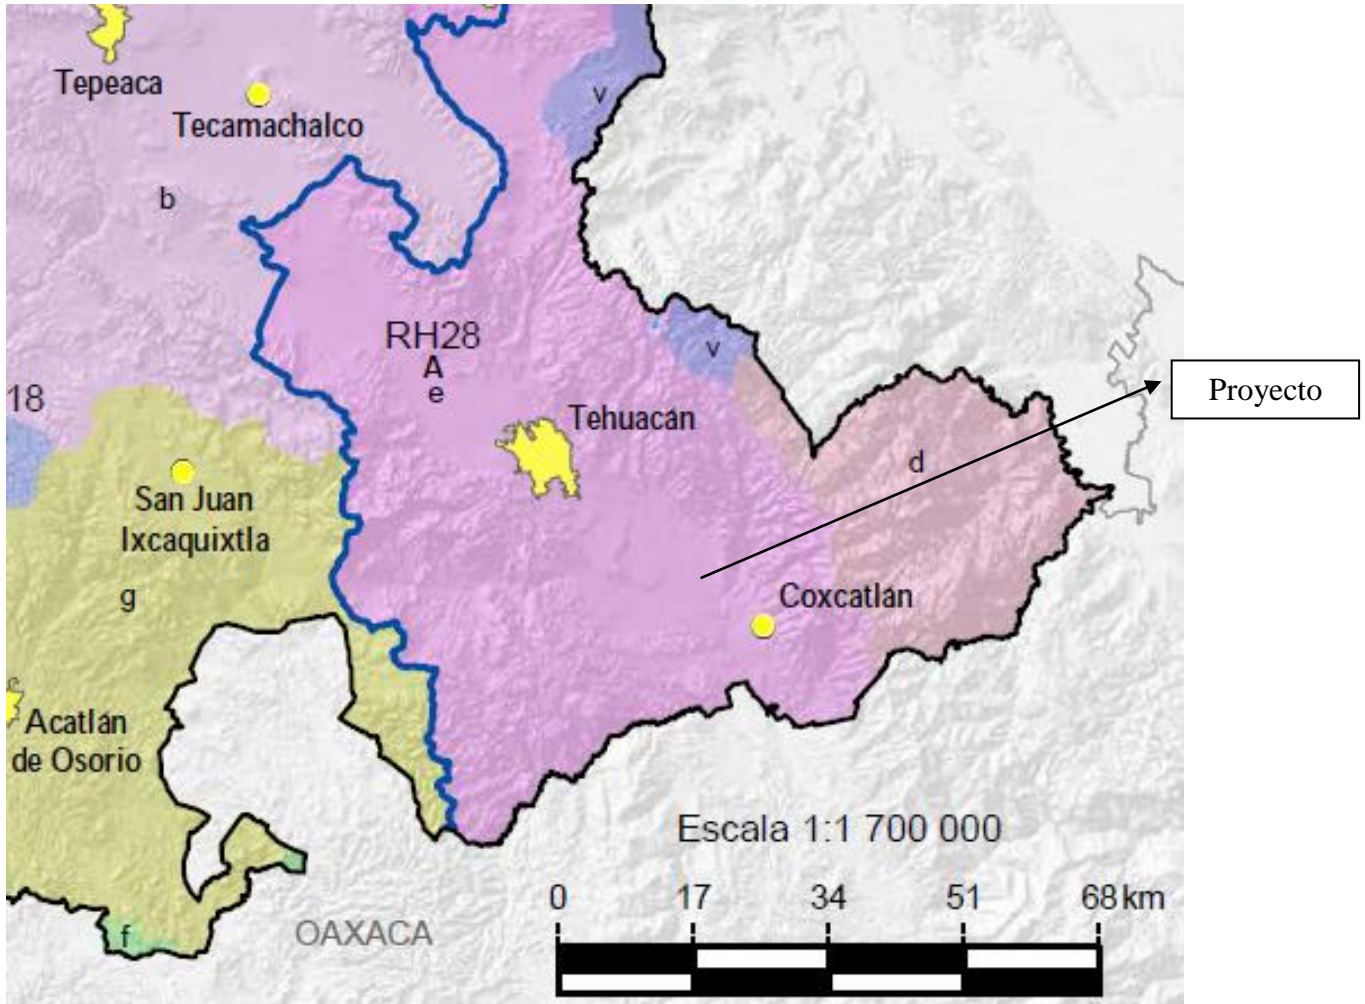 Tepeaca
Tecamachalco
v
b
RH28
A
e
v
Proyecto
18
Tehuacán
d
San Juan
Ixcaquixtla
g
Coxcatlán
Acatlán
de Osorio
Escala 1:1 700 000
0 17 34 51 68 km
f
OAXACA